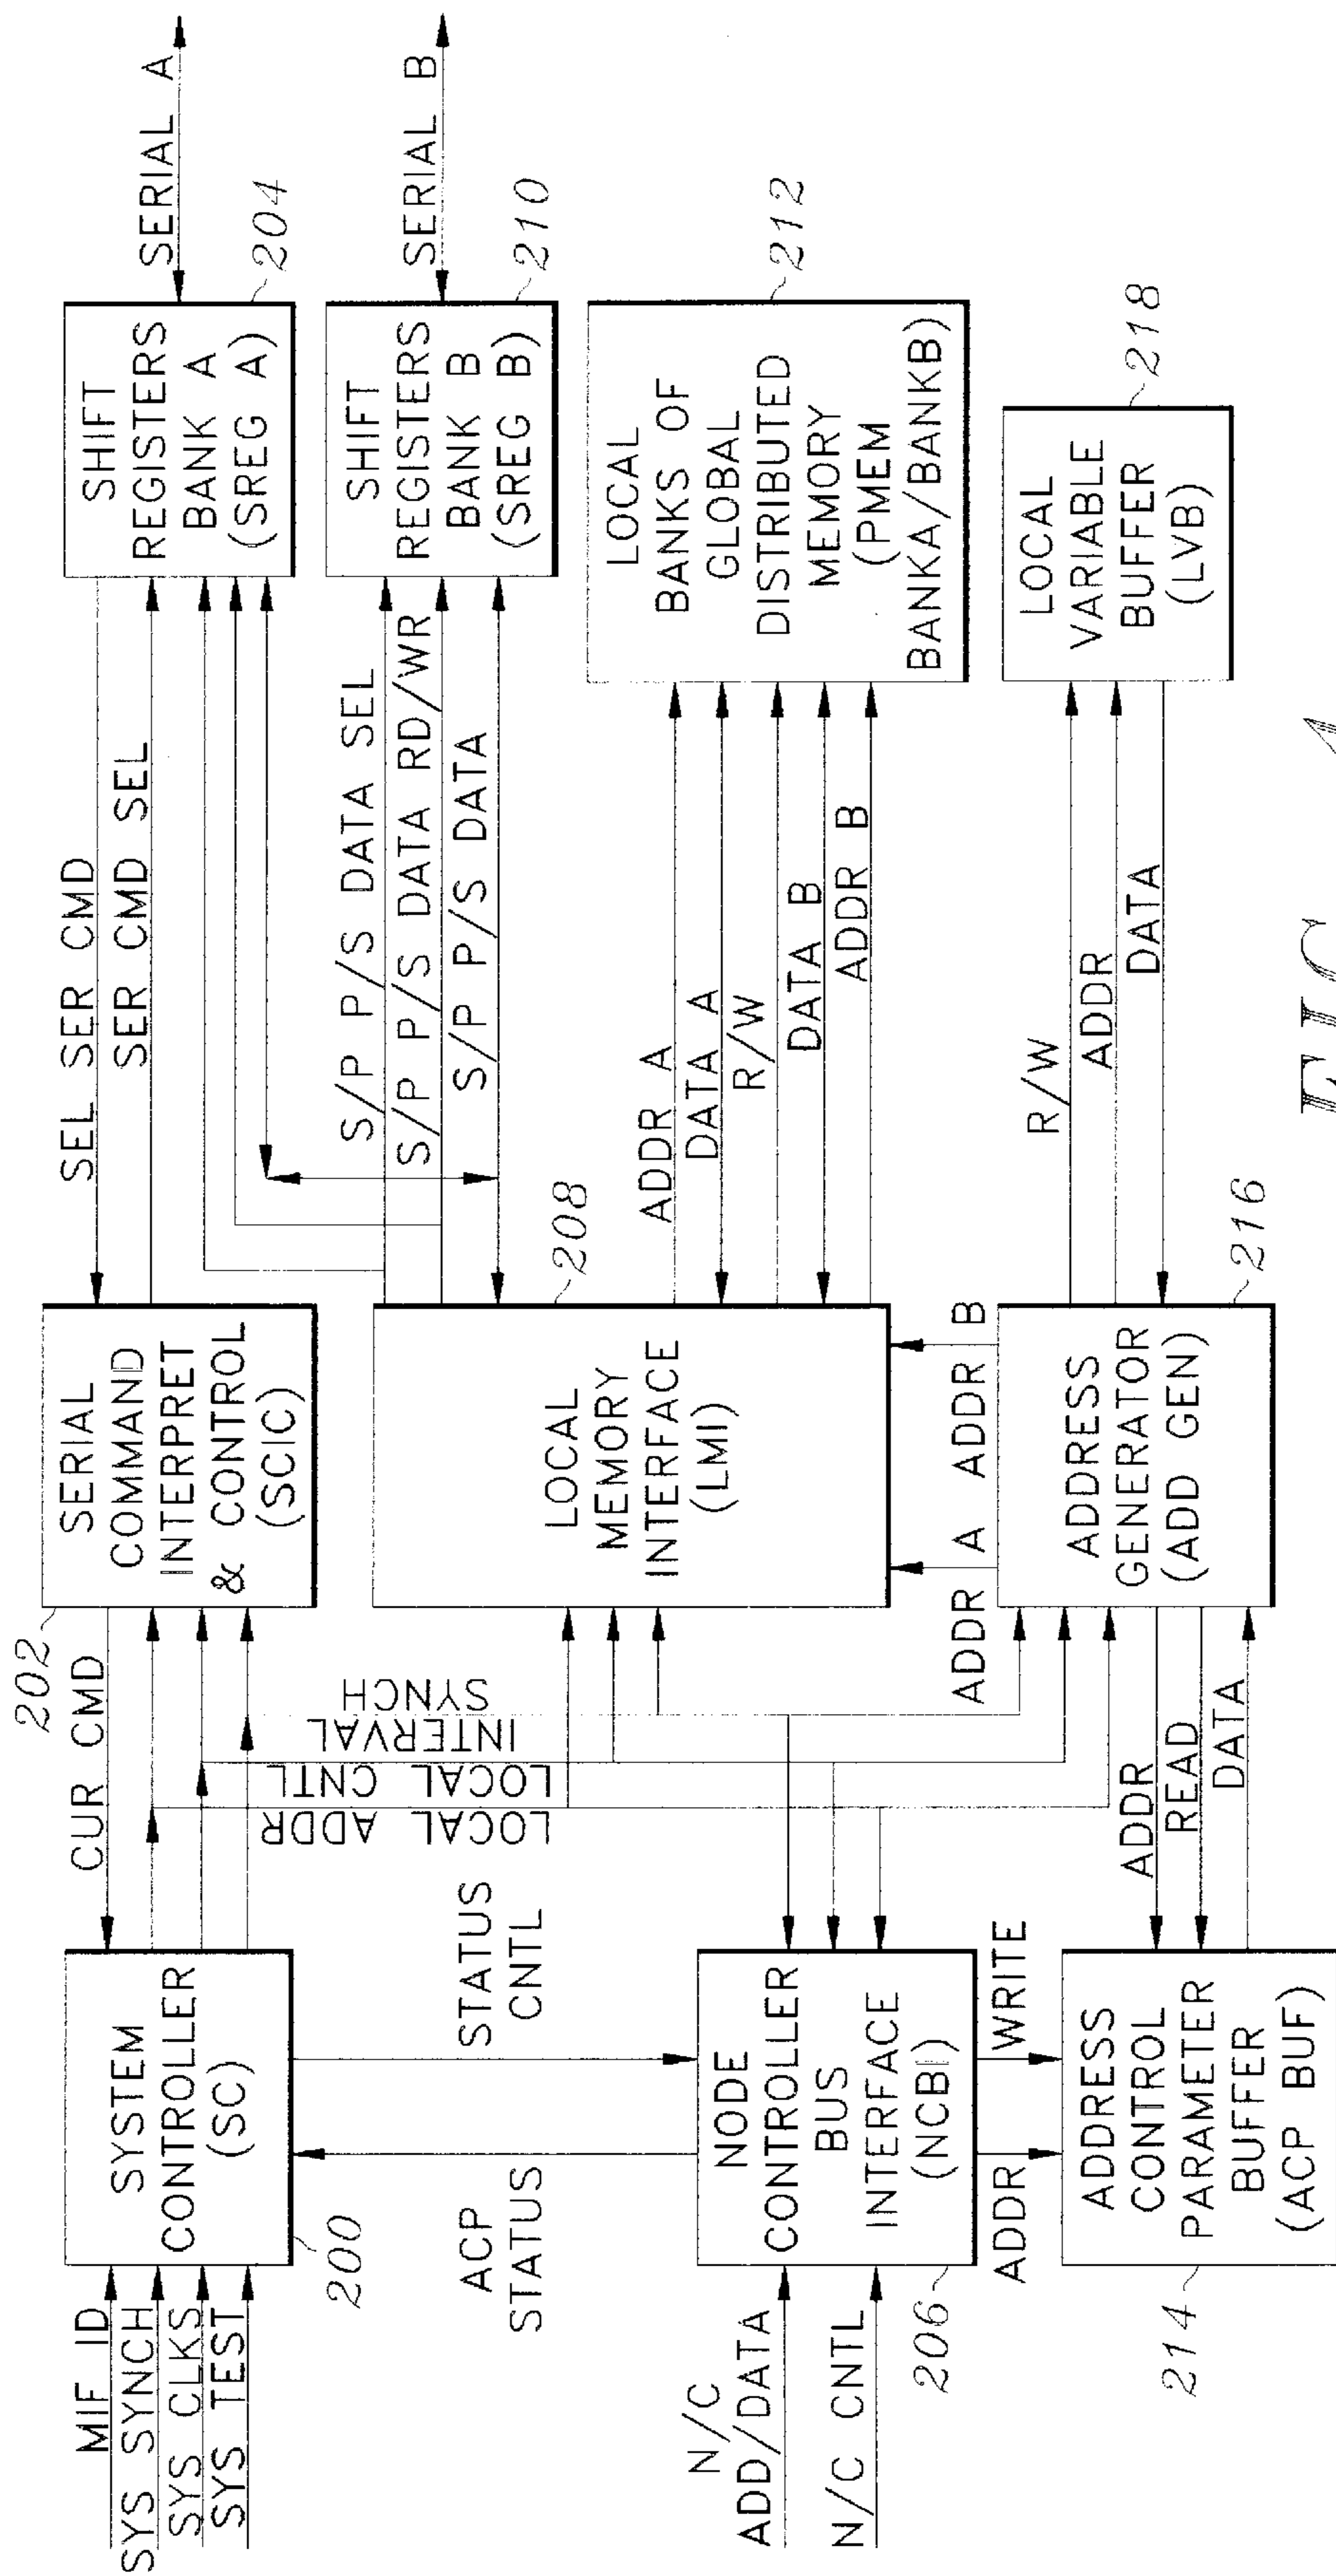 MIF ID
SYS SYNCH
SYS CLKS
SYS TEST
SYSTEM
CONTROLLER
(SC)
200
CUR CMD
202
SERIAL
COMMAND
INTERPRET
& CONTROL
(SCIC)
SEL SER CMD
SER CMD SEL
SHIFT
REGISTERS
BANK A
(SREG A)
204
SERIAL A
LOCAL ADDR
LOCAL CNTL
INTERVAL
SYNCH
ACP
STATUS
STATUS
CNTL
LOCAL
MEMORY
INTERFACE
(LMI)
208
S/P P/S DATA SEL
S/P P/S DATA RD/WR
S/P P/S DATA
SHIFT
REGISTERS
BANK B
(SREG B)
210
SERIAL B
ADDR A
DATA A
R/W
DATA B
ADDR B
LOCAL
BANKS OF
GLOBAL
DISTRIBUTED
MEMORY
(PMEM
BANKA/BANKB)
212
N/C
ADD/DATA
N/C CNTL
206
NODE
CONTROLLER
BUS
INTERFACE
(NCBI)
ADDR
WRITE
ADDR A
ADDR B
214
ADDRESS
CONTROL
PARAMETER
BUFFER
(ACP BUF)
ADDR
READ
DATA
ADDRESS
GENERATOR
(ADD GEN)
216
R/W
ADDR
DATA
LOCAL
VARIABLE
BUFFER
(LVB)
218